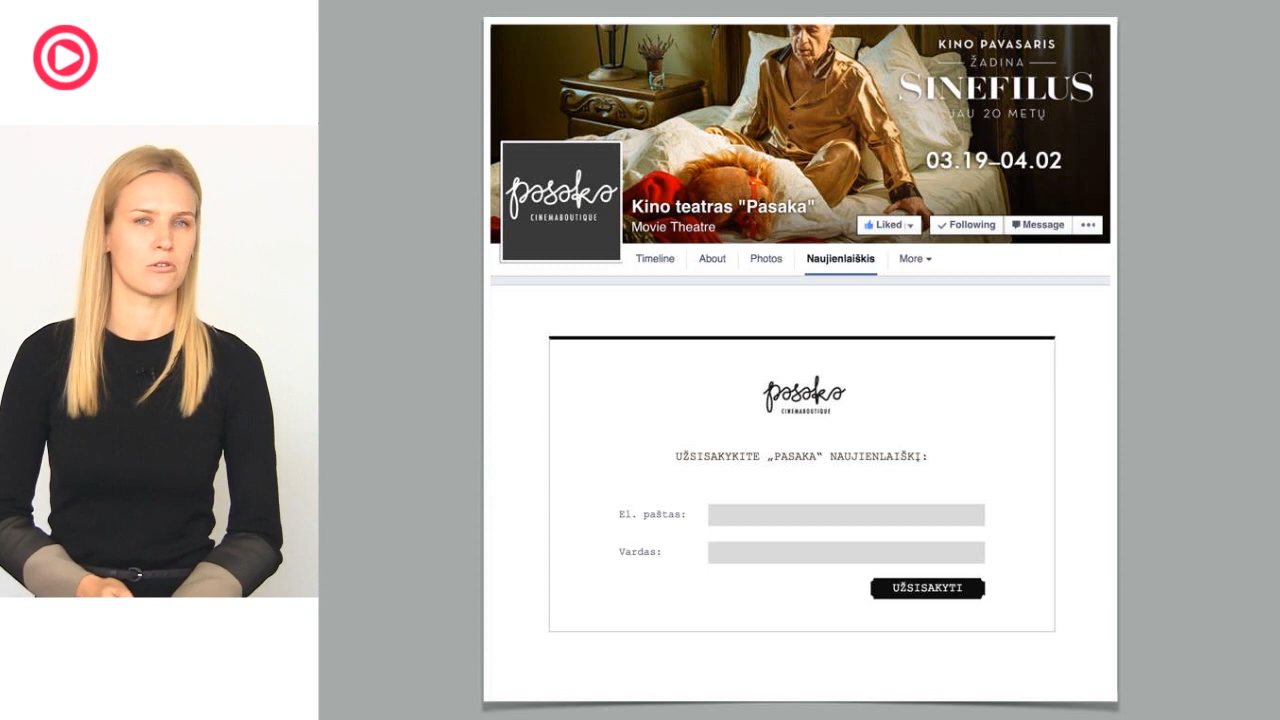 KINO PAVASARIS
ŽADINA
SINEFILUS
JAU 20 METŲ
03.19–04.02
pasaka
CINEMABOUTIQUE
Kino teatras "Pasaka"
Movie Theatre
Liked
Following
Message
Timeline
About
Photos
Naujienlaiškis
More
pasaka
CINEMABOUTIQUE
UŽSISAKYKITE „PASAKA“ NAUJIENLAIŠKĮ:
El. paštas:
Vardas:
UŽSISAKYTI